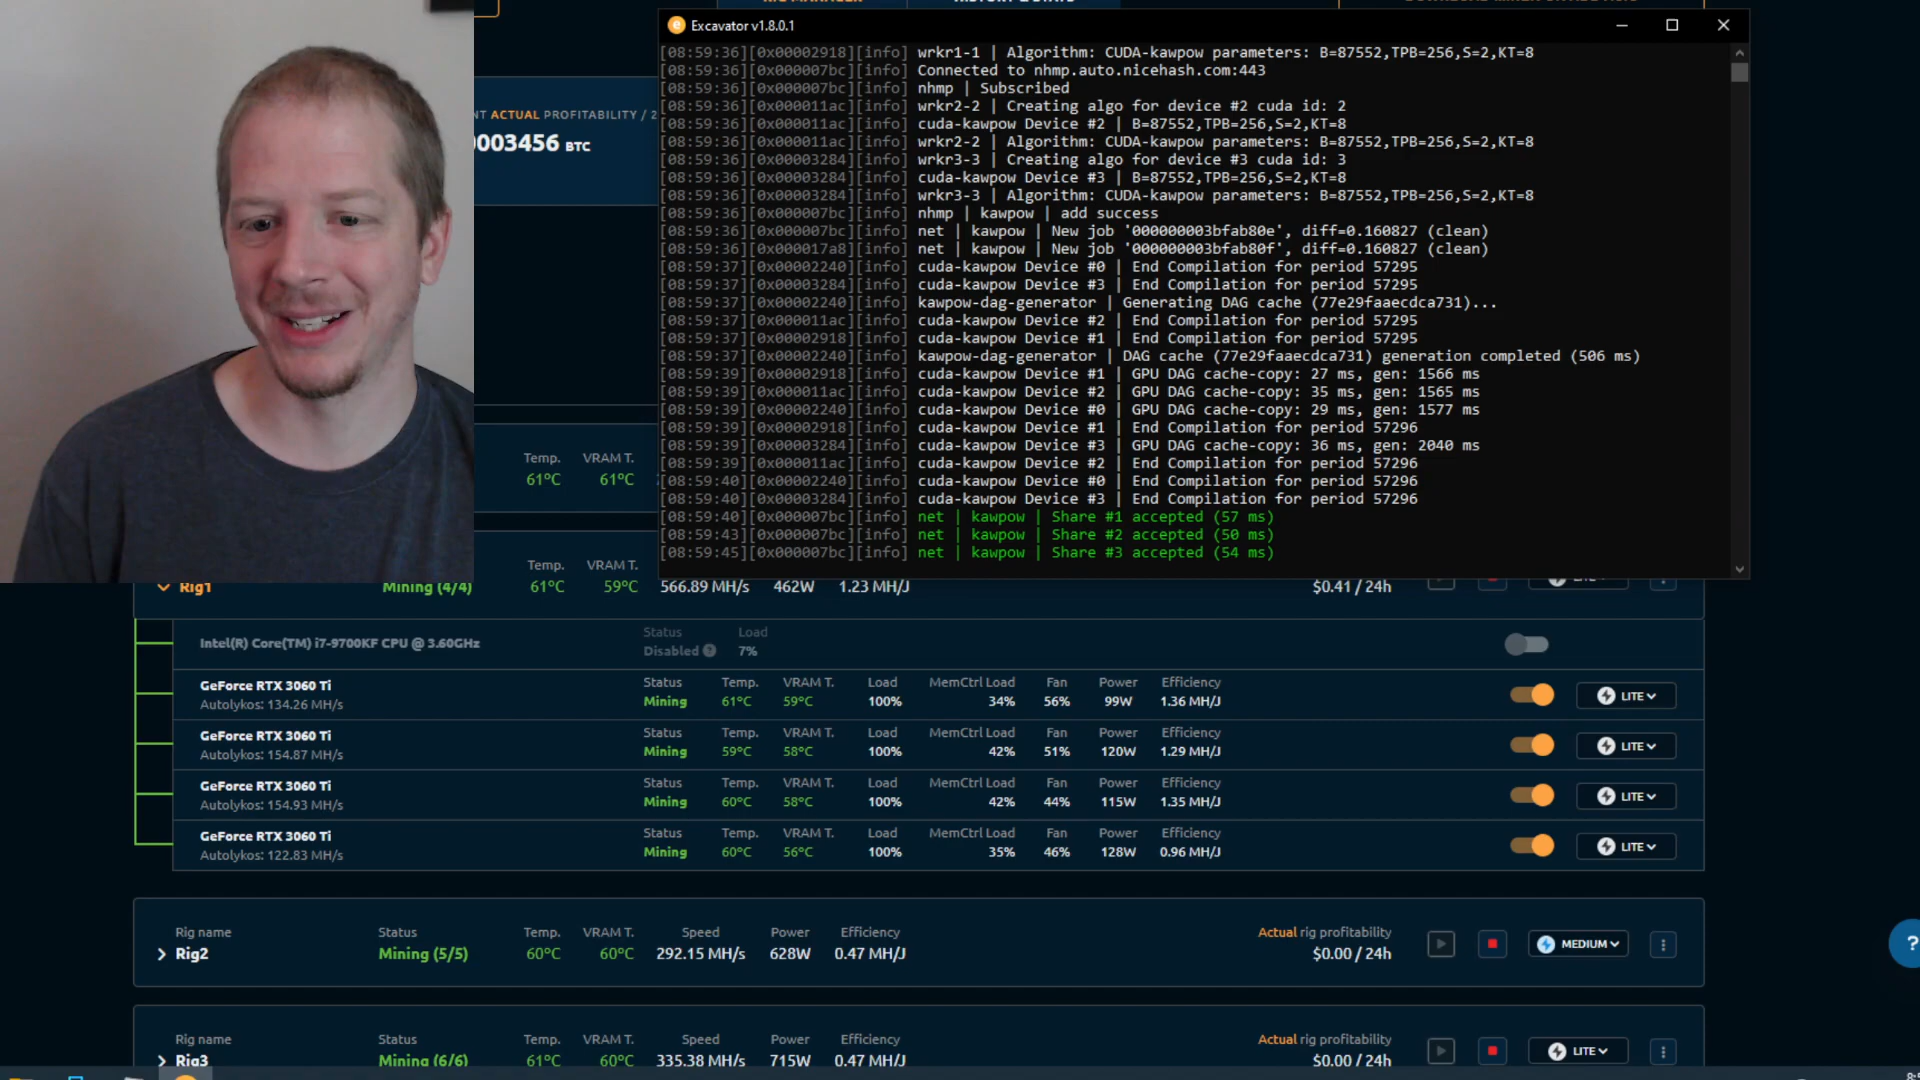 Excavator v1.8.0.1
[08:59:36][0x00002918][info] wrkr1-1 | Algorithm: CUDA-kawpow parameters: B=87552,TPB=256,S=2,KT=8
[08:59:36][0x000007bc][info] Connected to nhmp.auto.nicehash.com:443
[08:59:36][0x000007bc][info] nhmp | Subscribed
[08:59:36][0x000011ac][info] wrkr2-2 | Creating algo for device #2 cuda id: 2
[08:59:36][0x000011ac][info] cuda-kawpow Device #2 | B=87552,TPB=256,S=2,KT=8
[08:59:36][0x000011ac][info] wrkr2-2 | Algorithm: CUDA-kawpow parameters: B=87552,TPB=256,S=2,KT=8
[08:59:36][0x00003284][info] wrkr3-3 | Creating algo for device #3 cuda id: 3
[08:59:36][0x00003284][info] cuda-kawpow Device #3 | B=87552,TPB=256,S=2,KT=8
[08:59:36][0x00003284][info] wrkr3-3 | Algorithm: CUDA-kawpow parameters: B=87552,TPB=256,S=2,KT=8
[08:59:36][0x000007bc][info] nhmp | kawpow | add success
[08:59:36][0x000007bc][info] net | kawpow | New job '000000003bfab80e', diff=0.160827 (clean)
[08:59:36][0x000017a8][info] net | kawpow | New job '000000003bfab80f', diff=0.160827 (clean)
[08:59:37][0x00002240][info] cuda-kawpow Device #0 | End Compilation for period 57295
[08:59:37][0x00003284][info] cuda-kawpow Device #3 | End Compilation for period 57295
[08:59:37][0x00002240][info] kawpow-dag-generator | Generating DAG cache (77e29faaecdca731)...
[08:59:37][0x000011ac][info] cuda-kawpow Device #2 | End Compilation for period 57295
[08:59:37][0x00002918][info] cuda-kawpow Device #1 | End Compilation for period 57295
[08:59:37][0x00002240][info] kawpow-dag-generator | DAG cache (77e29faaecdca731) generation completed (506 ms)
[08:59:39][0x00002918][info] cuda-kawpow Device #1 | GPU DAG cache-copy: 27 ms, gen: 1566 ms
[08:59:39][0x000011ac][info] cuda-kawpow Device #2 | GPU DAG cache-copy: 35 ms, gen: 1565 ms
[08:59:39][0x00002240][info] cuda-kawpow Device #0 | GPU DAG cache-copy: 29 ms, gen: 1577 ms
[08:59:39][0x00002918][info] cuda-kawpow Device #1 | End Compilation for period 57296
[08:59:39][0x00003284][info] cuda-kawpow Device #3 | GPU DAG cache-copy: 36 ms, gen: 2040 ms
[08:59:39][0x000011ac][info] cuda-kawpow Device #2 | End Compilation for period 57296
[08:59:40][0x00002240][info] cuda-kawpow Device #0 | End Compilation for period 57296
[08:59:40][0x00003284][info] cuda-kawpow Device #3 | End Compilation for period 57296
[08:59:40][0x000007bc][info] net | kawpow | Share #1 accepted (57 ms)
[08:59:43][0x000007bc][info] net | kawpow | Share #2 accepted (50 ms)
[08:59:45][0x000007bc][info] net | kawpow | Share #3 accepted (54 ms)
NT ACTUAL PROFITABILITY / 2
0003456 BTC
Temp. VRAM T.
61°C 61°C
Temp. VRAM T.
Rig1 Mining (4/4) 61°C 59°C 566.89 MH/s 462W 1.23 MH/J $0.41 / 24h
Intel(R) Core(TM) i7-9700KF CPU @ 3.60GHz Status Load
Disabled ? 7%
GeForce RTX 3060 Ti Status Temp. VRAM T. Load MemCtrl Load Fan Power Efficiency
Autolykos: 134.26 MH/s Mining 61°C 59°C 100% 34% 56% 99W 1.36 MH/J LITE
GeForce RTX 3060 Ti Status Temp. VRAM T. Load MemCtrl Load Fan Power Efficiency
Autolykos: 154.87 MH/s Mining 59°C 58°C 100% 42% 51% 120W 1.29 MH/J LITE
GeForce RTX 3060 Ti Status Temp. VRAM T. Load MemCtrl Load Fan Power Efficiency
Autolykos: 154.93 MH/s Mining 60°C 58°C 100% 42% 44% 115W 1.35 MH/J LITE
GeForce RTX 3060 Ti Status Temp. VRAM T. Load MemCtrl Load Fan Power Efficiency
Autolykos: 122.83 MH/s Mining 60°C 56°C 100% 35% 46% 128W 0.96 MH/J LITE
Rig name Status Temp. VRAM T. Speed Power Efficiency Actual rig profitability
Rig2 Mining (5/5) 60°C 60°C 292.15 MH/s 628W 0.47 MH/J $0.00 / 24h MEDIUM
?
Rig name Status Temp. VRAM T. Speed Power Efficiency Actual rig profitability
Rig3 Mining (6/6) 61°C 60°C 335.38 MH/s 715W 0.47 MH/J $0.00 / 24h LITE